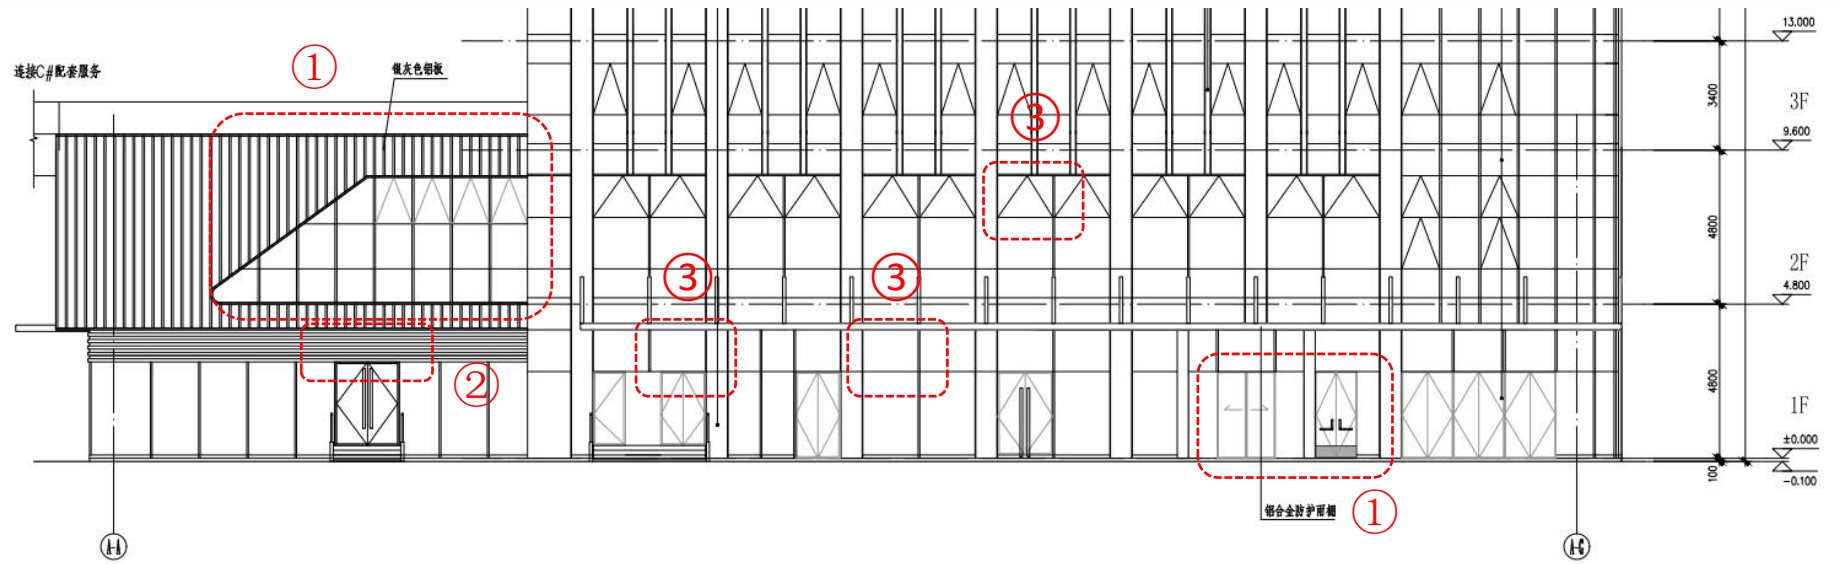 13.000
①
连接C#配套服务
银灰色铝板
3400
3F
③
9.600
4800
2F
③
③
4.800
②
4800
1F
±0.000
100
-0.100
铝合金防护雨棚
①
A-A
A-G